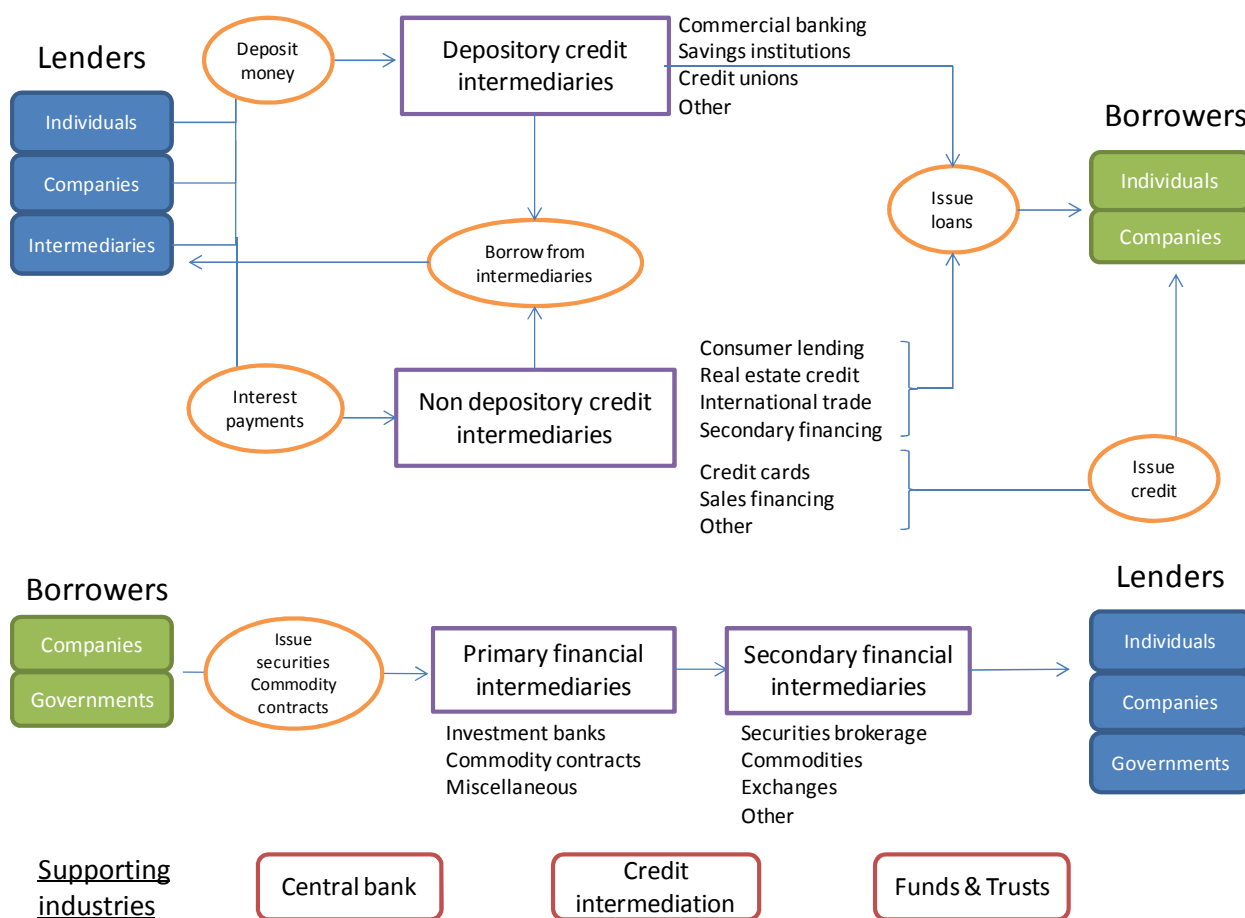 Lenders
Individuals
Companies
Intermediaries
Deposit
money
Depository credit
intermediaries
Commercial banking
Savings institutions
Credit unions
Other
Borrowers
Individuals
Companies
Issue
loans
Borrow from
intermediaries
Interest
payments
Non depository credit
intermediaries
Consumer lending
Real estate credit
International trade
Secondary financing
Credit cards
Sales financing
Other
Issue
credit
Borrowers
Companies
Governments
Issue
securities
Commodity
contracts
Primary financial
intermediaries
Investment banks
Commodity contracts
Miscellaneous
Secondary financial
intermediaries
Securities brokerage
Commodities
Exchanges
Other
Lenders
Individuals
Companies
Governments
Supporting
industries
Central bank
Credit
intermediation
Funds & Trusts